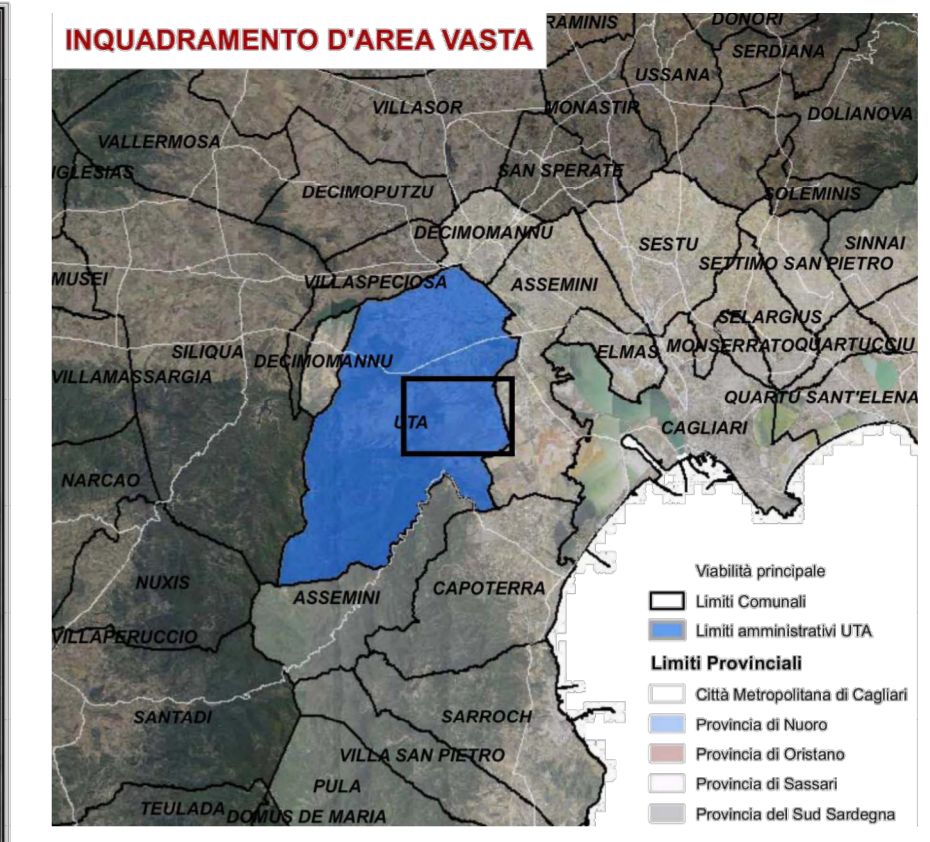 INQUADRAMENTO D'AREA VASTA
RAMINIS
DONORI
SERDIANA
USSANA
VILLASOR
MONASTIR
DOLIANOVA
VALLERMOSA
IGLESIAS
SAN SPERATE
DECIMOPUTZU
SOLEMINIS
DECIMOMANNU
SESTU
SINNAI
SETTIMO SAN PIETRO
MUSEI
VILLASPECIOSA
ASSEMINI
SELARGIUS
SILIQUA
DECIMOMANNU
ELMAS
MONSERRATO
QUARTUCCIU
VILLAMASSARGIA
QUARTU SANT'ELENA
UTA
CAGLIARI
NARCAO
NUXIS
ASSEMINI
CAPOTERRA
VILLAPERUCCIO
SANTADI
SARROCH
VILLA SAN PIETRO
PULA
TEULADA
DOMUS DE MARIA
Viabilità principale
Limiti Comunali
Limiti amministrativi UTA
Limiti Provinciali
Città Metropolitana di Cagliari
Provincia di Nuoro
Provincia di Oristano
Provincia di Sassari
Provincia del Sud Sardegna